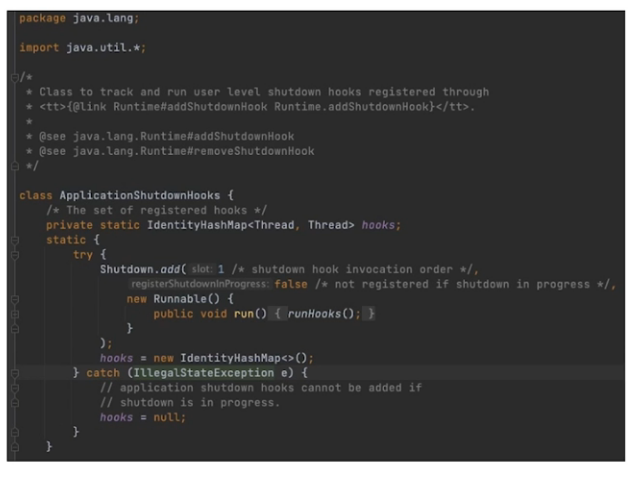 package java.lang;
import java.util.*;
/*
* Class to track and run user level shutdown hooks registered through
* <tt>{@link Runtime#addShutdownHook Runtime.addShutdownHook}</tt>.
*
* @see java.lang.Runtime#addShutdownHook
* @see java.lang.Runtime#removeShutdownHook
*/
class ApplicationShutdownHooks {
/* The set of registered hooks */
private static IdentityHashMap<Thread, Thread> hooks;
static {
try {
Shutdown.add( slot: 1 /* shutdown hook invocation order */,
registerShutdownInProgress: false /* not registered if shutdown in progress */,
new Runnable() {
public void run() { runHooks(); }
}
);
hooks = new IdentityHashMap<>();
} catch (IllegalStateException e) {
// application shutdown hooks cannot be added if
// shutdown is in progress.
hooks = null;
}
}